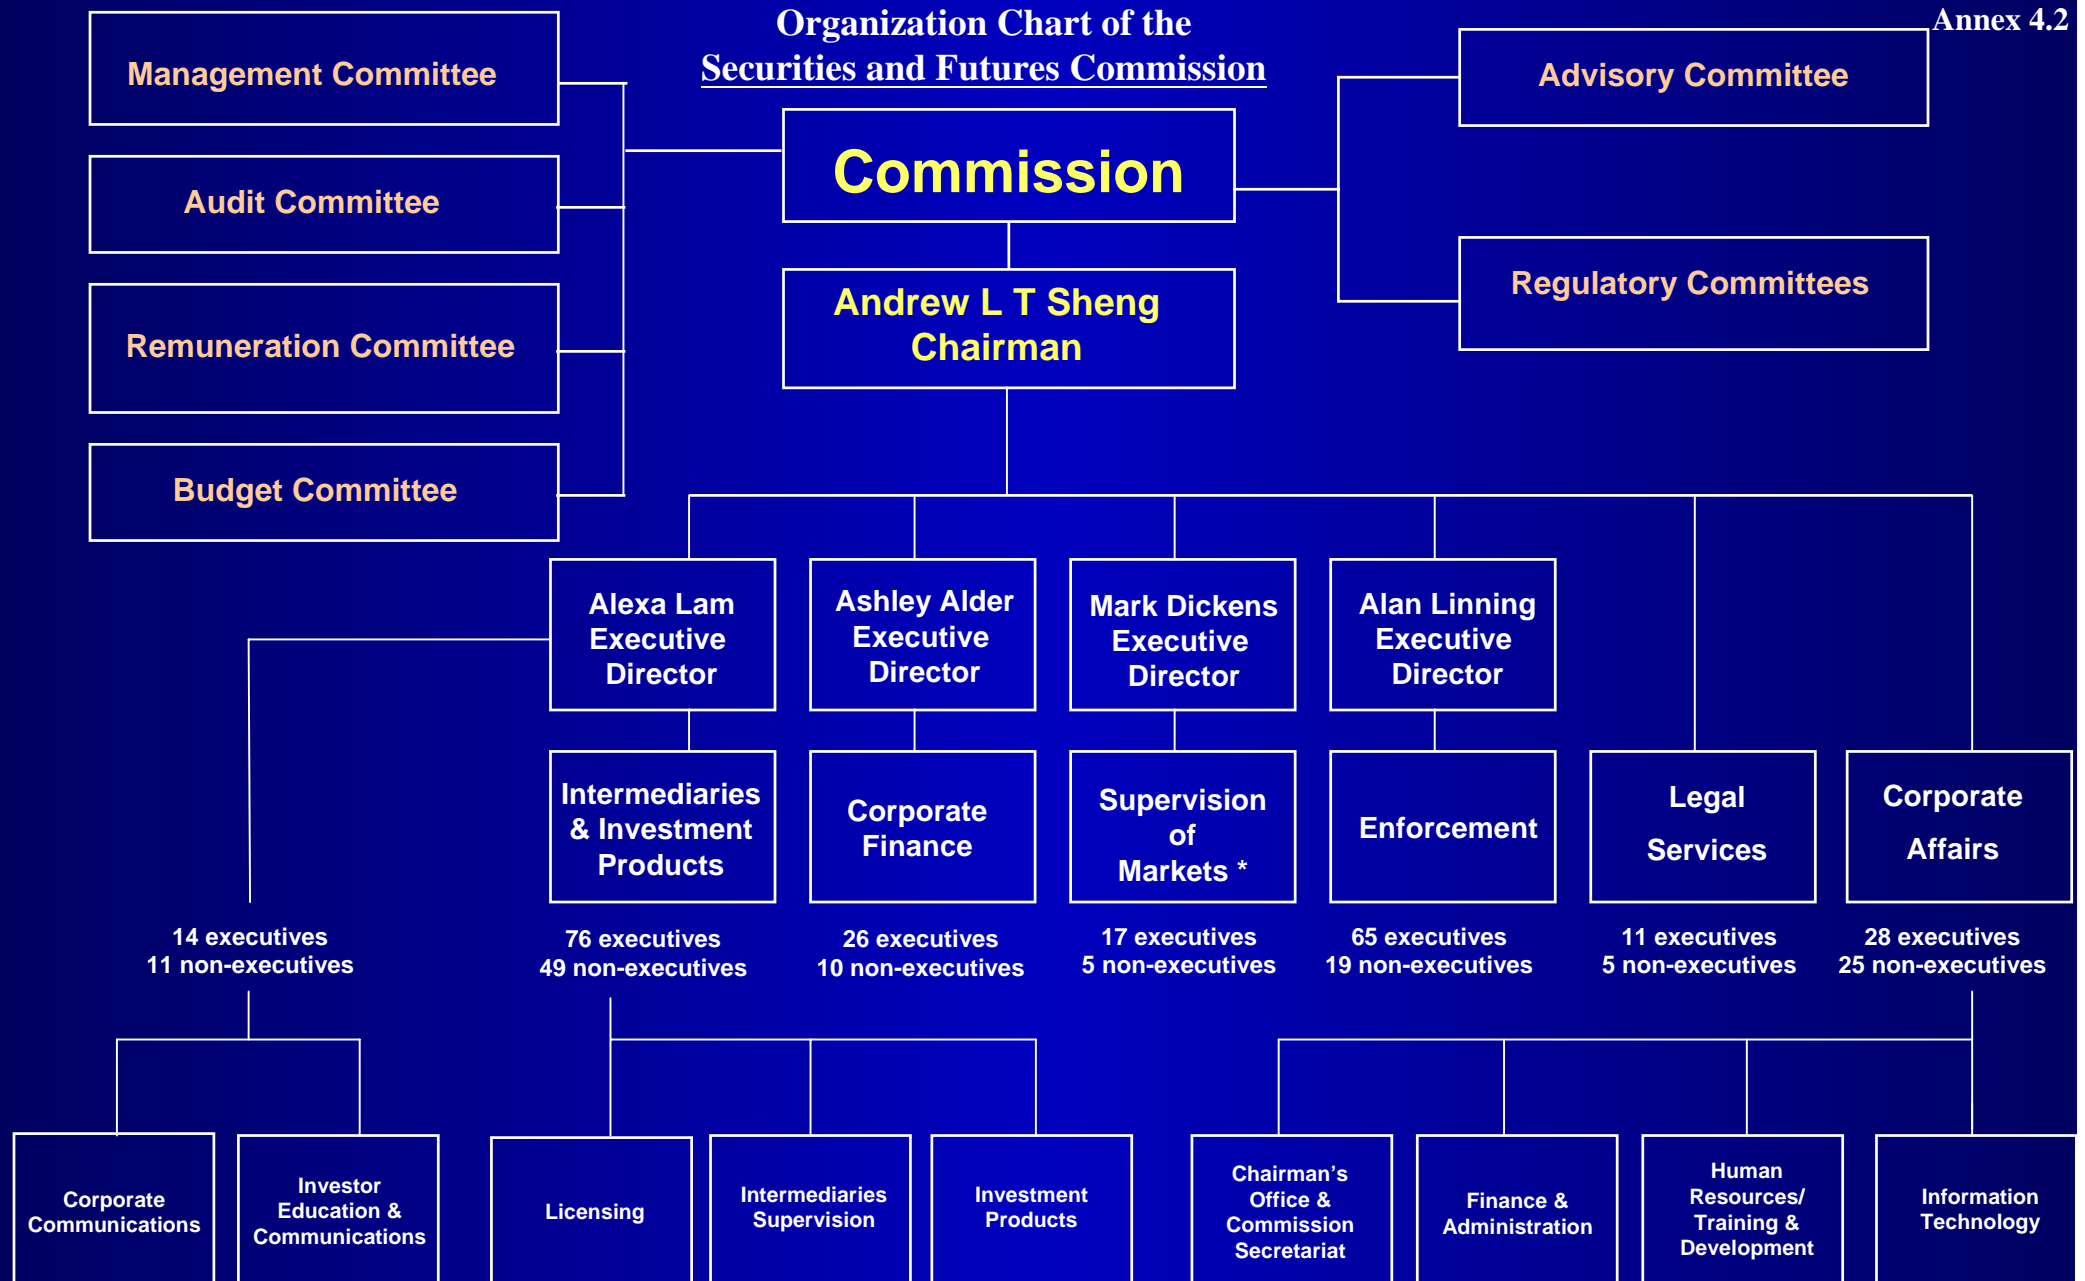 Organization Chart of the
Securities and Futures Commission
Annex 4.2
Management Committee
Audit Committee
Remuneration Committee
Budget Committee
Commission
Andrew L T Sheng
Chairman
Advisory Committee
Regulatory Committees
Alexa Lam
Executive
Director
Ashley Alder
Executive
Director
Mark Dickens
Executive
Director
Alan Linning
Executive
Director
Intermediaries
& Investment
Products
Corporate
Finance
Supervision
of
Markets *
Enforcement
Legal
Services
Corporate
Affairs
14 executives
11 non-executives
76 executives
49 non-executives
26 executives
10 non-executives
17 executives
5 non-executives
65 executives
19 non-executives
11 executives
5 non-executives
28 executives
25 non-executives
Corporate
Communications
Investor
Education &
Communications
Licensing
Intermediaries
Supervision
Investment
Products
Chairman’s
Office &
Commission
Secretariat
Finance &
Administration
Human
Resources/
Training &
Development
Information
Technology